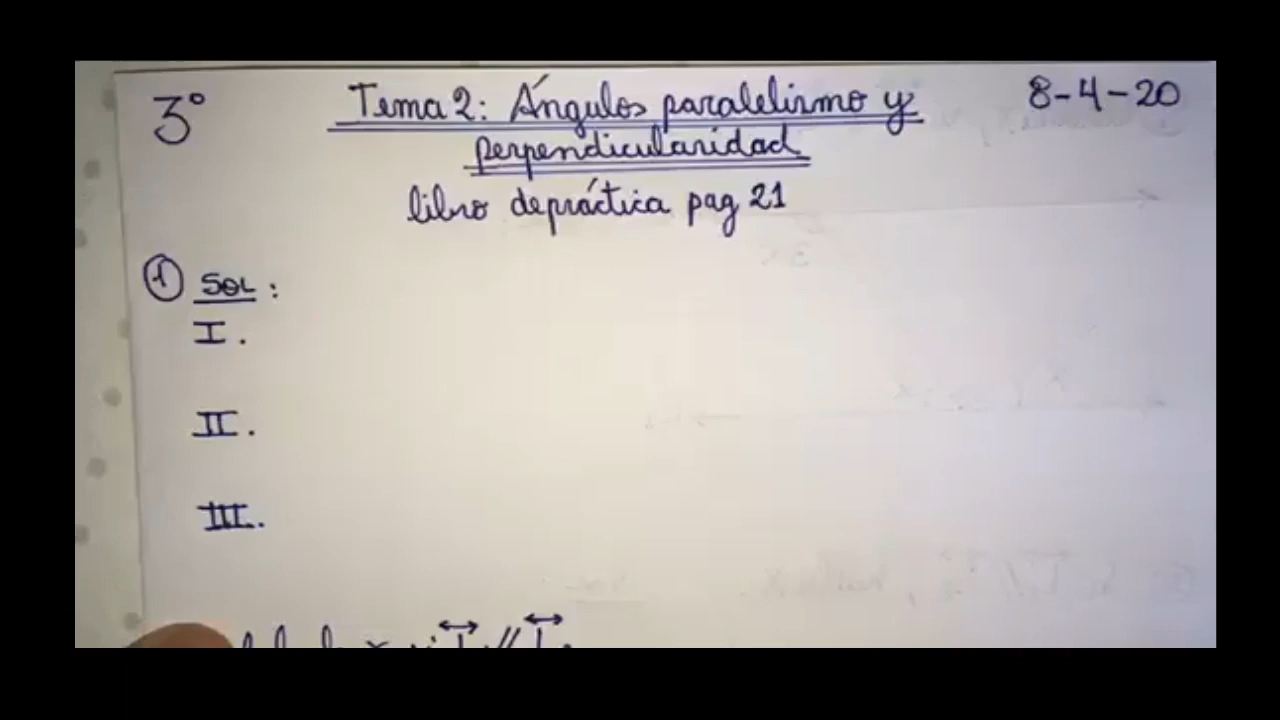 3°
Tema 2: Ángulos paralelismo y
perpendicularidad
8-4-20
libro de práctica pag 21
① SOL:
I.
II.
III.